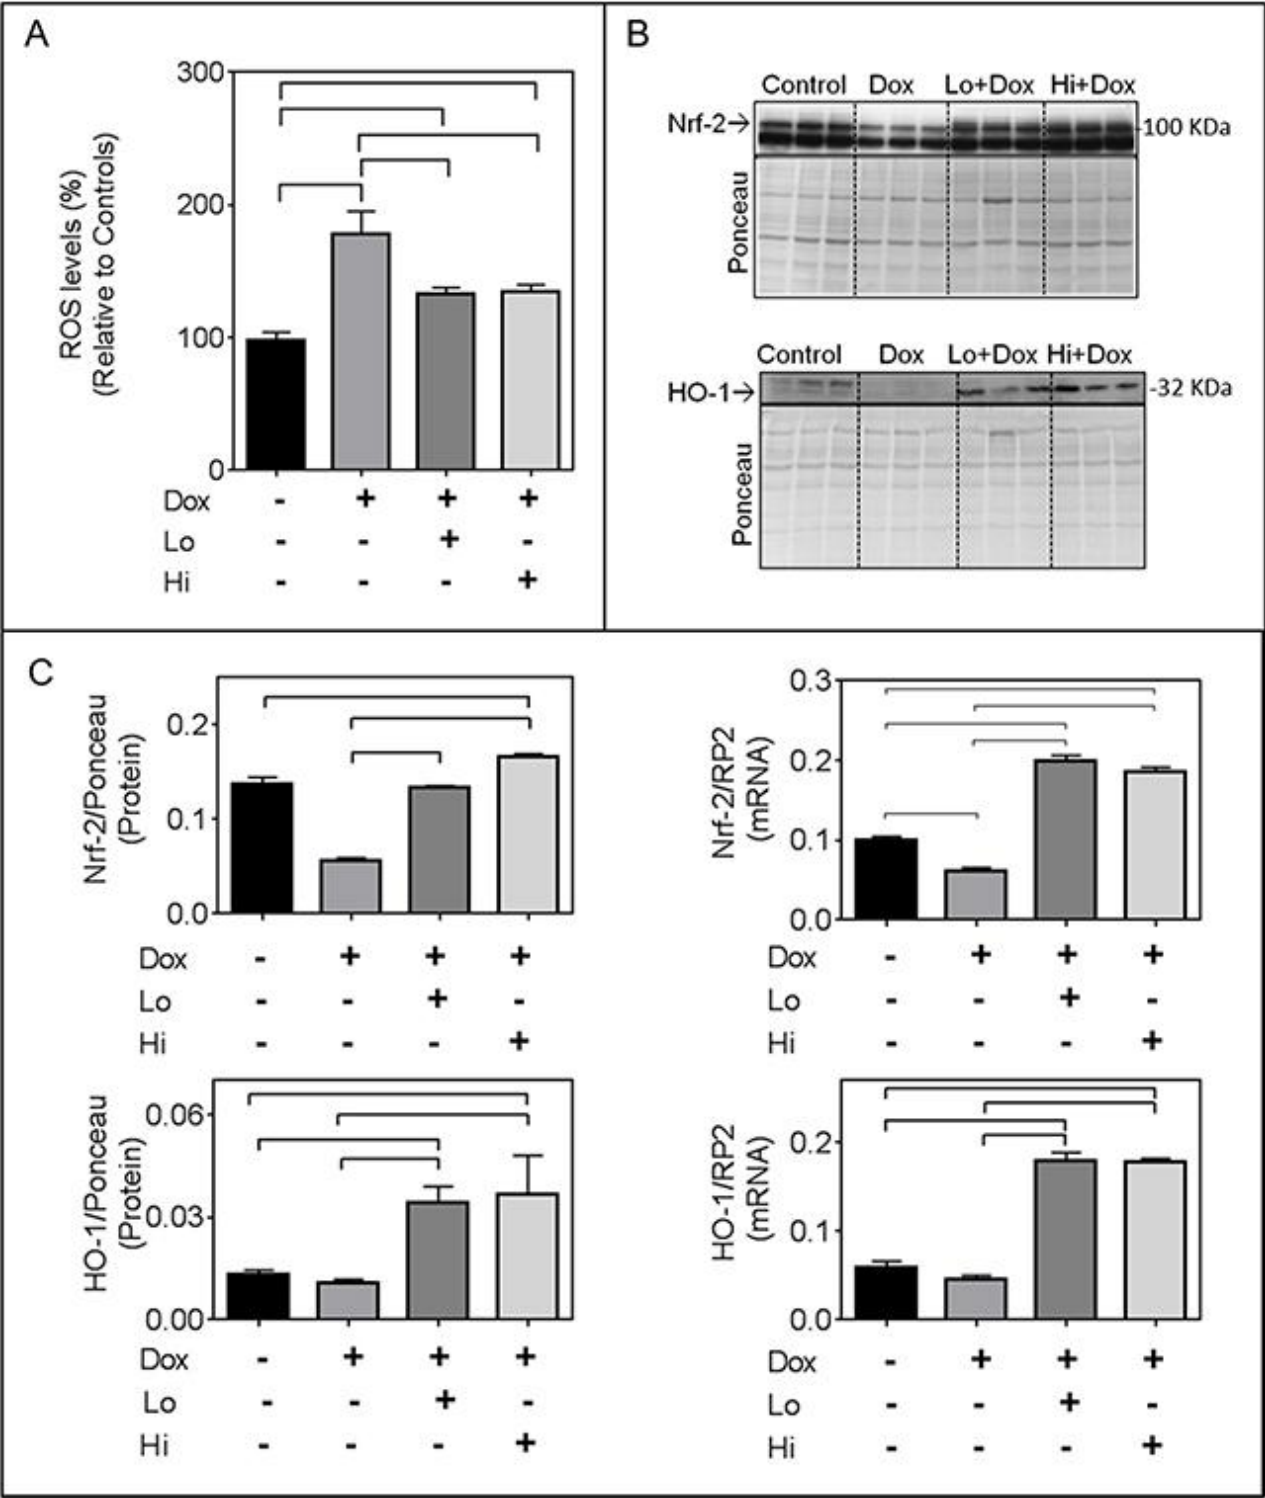 A
300
200
100
0
ROS levels (%)
(Relative to Controls)
Dox - + + +
Lo - - + -
Hi - - - +
B
Control Dox Lo+Dox Hi+Dox
Nrf-2→
-100 KDa
Ponceau
Control Dox Lo+Dox Hi+Dox
HO-1→
-32 KDa
Ponceau
C
0.2
0.1
0.0
Nrf-2/Ponceau
(Protein)
Dox - + + +
Lo - - + -
Hi - - - +
0.3
0.2
0.1
0.0
Nrf-2/RP2
(mRNA)
Dox - + + +
Lo - - + -
Hi - - - +
0.06
0.03
0.00
HO-1/Ponceau
(Protein)
Dox - + + +
Lo - - + -
Hi - - - +
0.2
0.1
0.0
HO-1/RP2
(mRNA)
Dox - + + +
Lo - - + -
Hi - - - +